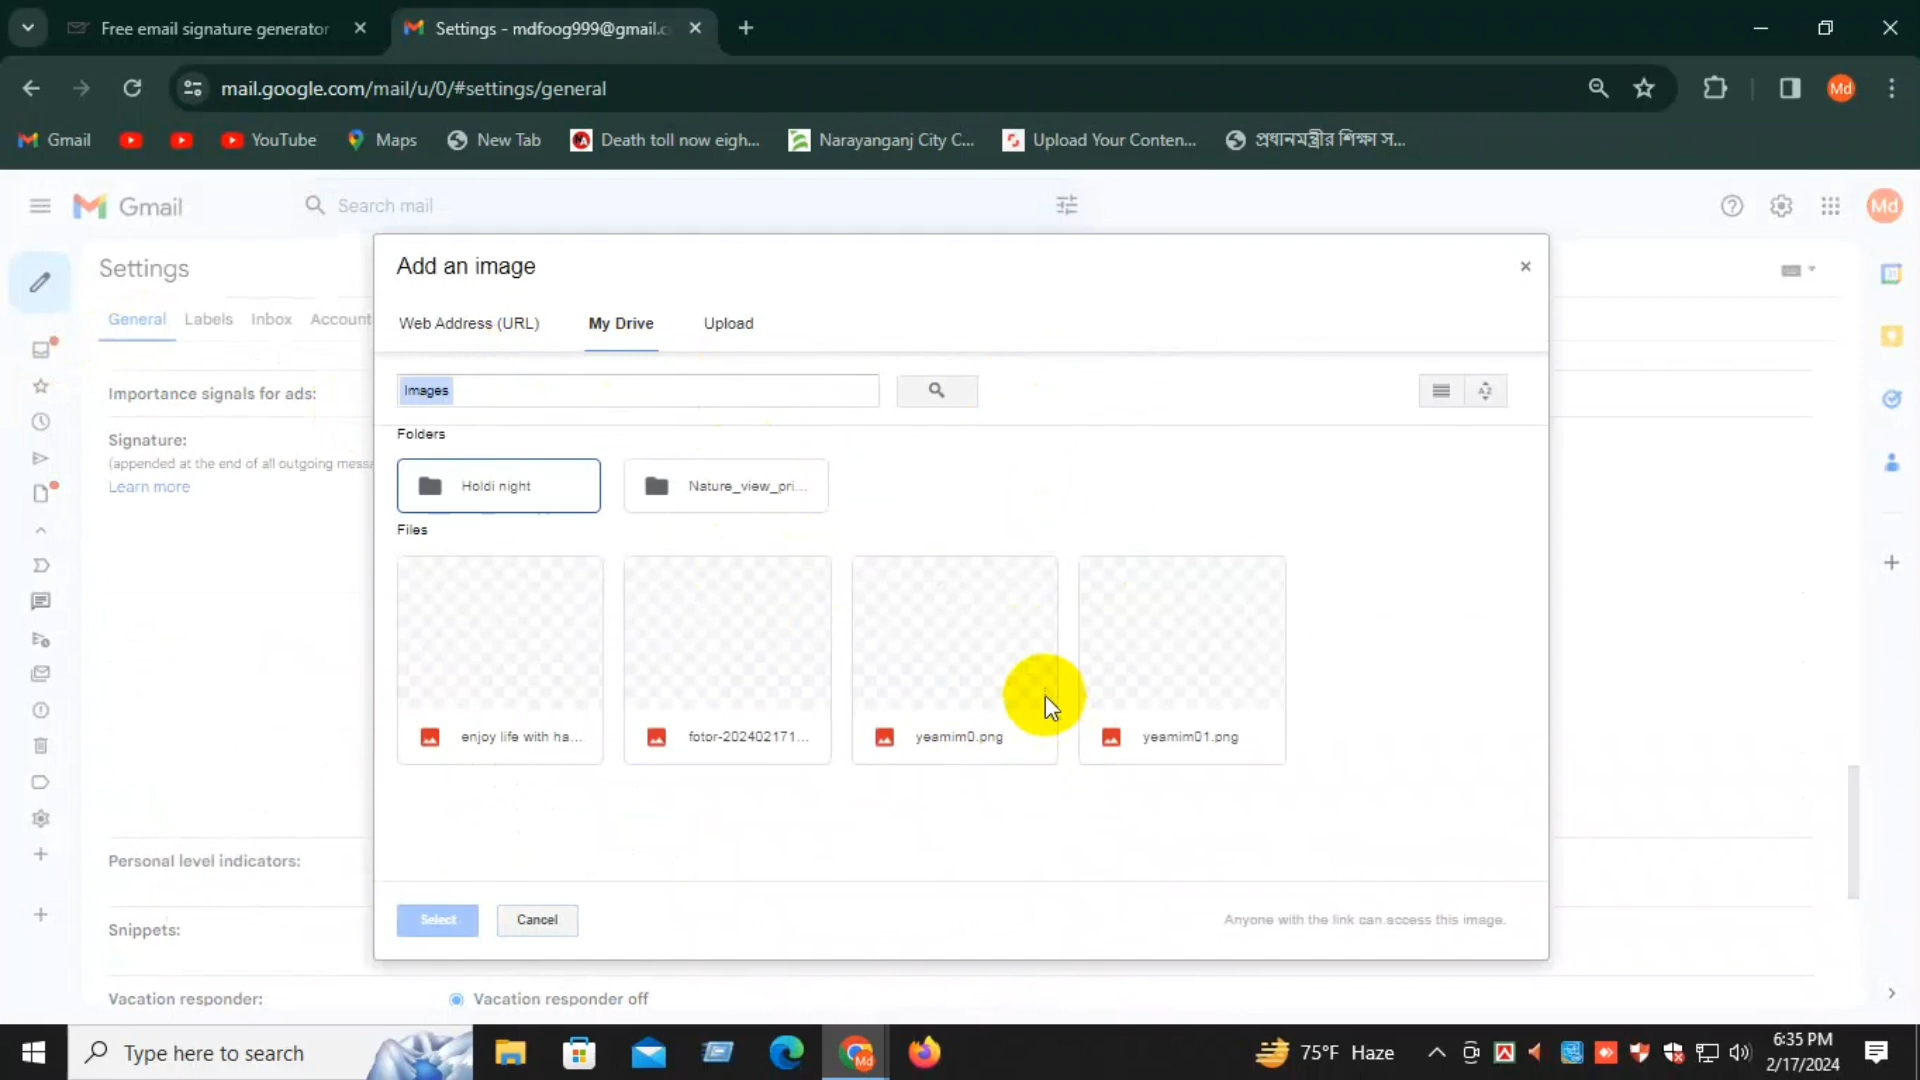 Free email signature generator
Settings - mdfoog999@gmail.c
mail.google.com/mail/u/0/#settings/general
Md
Gmail
YouTube
Maps
New Tab
Death toll now eigh...
Narayanganj City C...
Upload Your Conten...
প্রধানমন্ত্রীর শিক্ষা স...
Gmail
Search mail
Md
Settings
General
Labels
Inbox
Account
Importance signals for ads:
Signature:
(appended at the end of all outgoing messa
Learn more
Personal level indicators:
Snippets:
Vacation responder:
Vacation responder off
Add an image
Web Address (URL)
My Drive
Upload
Images
Folders
Holdi night
Nature_view_pri...
Files
enjoy life with ha...
fotor-202402171...
yeamim0.png
yeamim01.png
Select
Cancel
Anyone with the link can access this image.
Type here to search
Md
75°F Haze
6:35 PM
2/17/2024